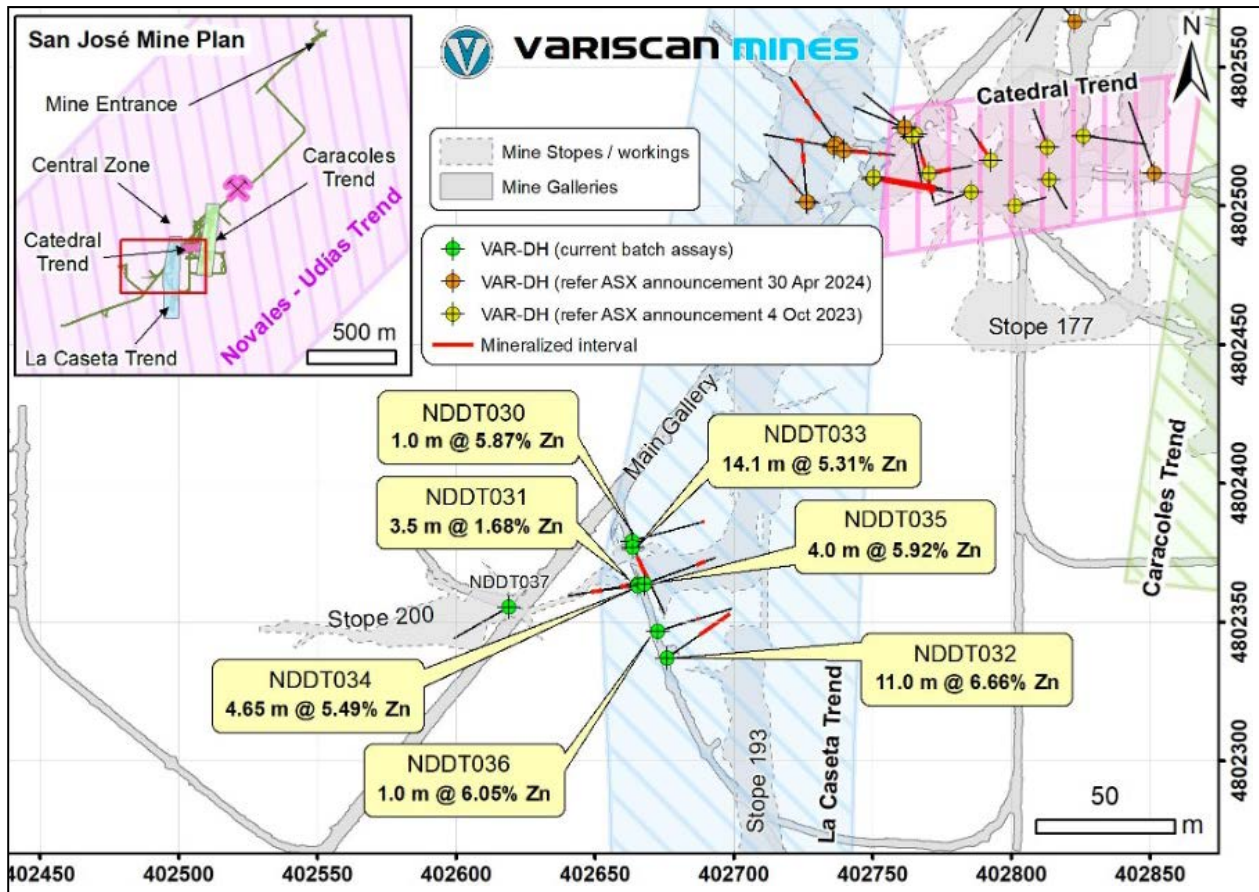 San José Mine Plan
Mine Entrance
Central Zone
Caracoles
Trend
Catedral
Trend
La Caseta Trend
Novales - Udías Trend
500 m
V
VARISCAN MINES
Mine Stopes / workings
Mine Galleries
VAR-DH (current batch assays)
VAR-DH (refer ASX announcement 30 Apr 2024)
VAR-DH (refer ASX announcement 4 Oct 2023)
Mineralized interval
N
Catedral Trend
Stope 177
Caracoles Trend
Main Gallery
NDDT030
1.0 m @ 5.87% Zn
NDDT033
14.1 m @ 5.31% Zn
NDDT031
3.5 m @ 1.68% Zn
NDDT035
4.0 m @ 5.92% Zn
NDDT037
Stope 200
NDDT034
4.65 m @ 5.49% Zn
NDDT032
11.0 m @ 6.66% Zn
NDDT036
1.0 m @ 6.05% Zn
Stope 193
La Caseta Trend
50
m
4802550
4802500
4802450
4802400
4802350
4802300
402450
402500
402550
402600
402650
402700
402750
402800
402850